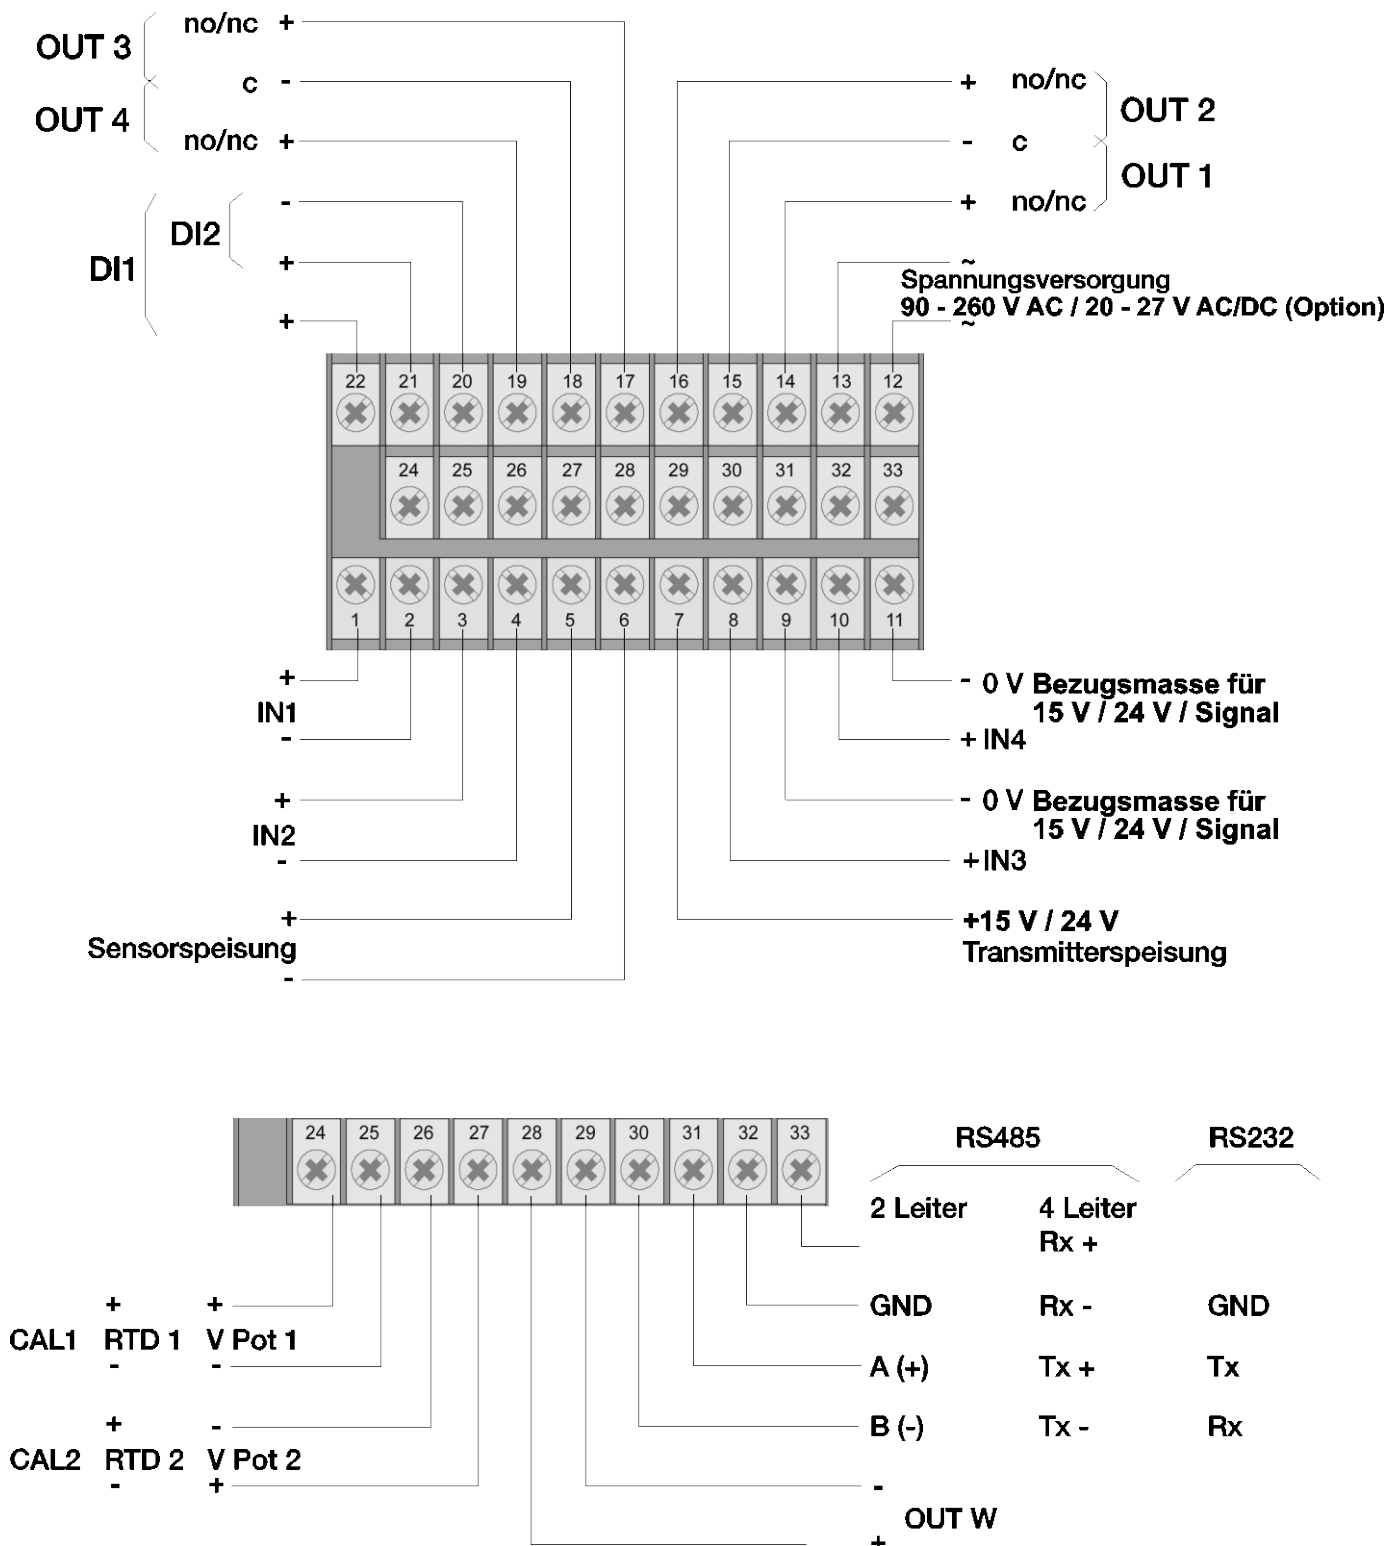 no/nc +
OUT 3
c -
OUT 4
no/nc +
-
DI2
+
DI1
+
+ no/nc
OUT 2
- c
OUT 1
+ no/nc
~
Spannungsversorgung
90 - 260 V AC / 20 - 27 V AC/DC (Option)
~
22 21 20 19 18 17 16 15 14 13 12
24 25 26 27 28 29 30 31 32 33
1 2 3 4 5 6 7 8 9 10 11
+
IN1
-
+
IN2
-
+
Sensorspeisung
-
- 0 V Bezugsmasse für
15 V / 24 V / Signal
+ IN4
- 0 V Bezugsmasse für
15 V / 24 V / Signal
+ IN3
+15 V / 24 V
Transmitterspeisung
24 25 26 27 28 29 30 31 32 33
RS485 RS232
2 Leiter 4 Leiter
Rx +
GND Rx - GND
A (+) Tx + Tx
B (-) Tx - Rx
-
OUT W
+
+ +
CAL1 RTD 1 V Pot 1
- -
+ -
CAL2 RTD 2 V Pot 2
- +